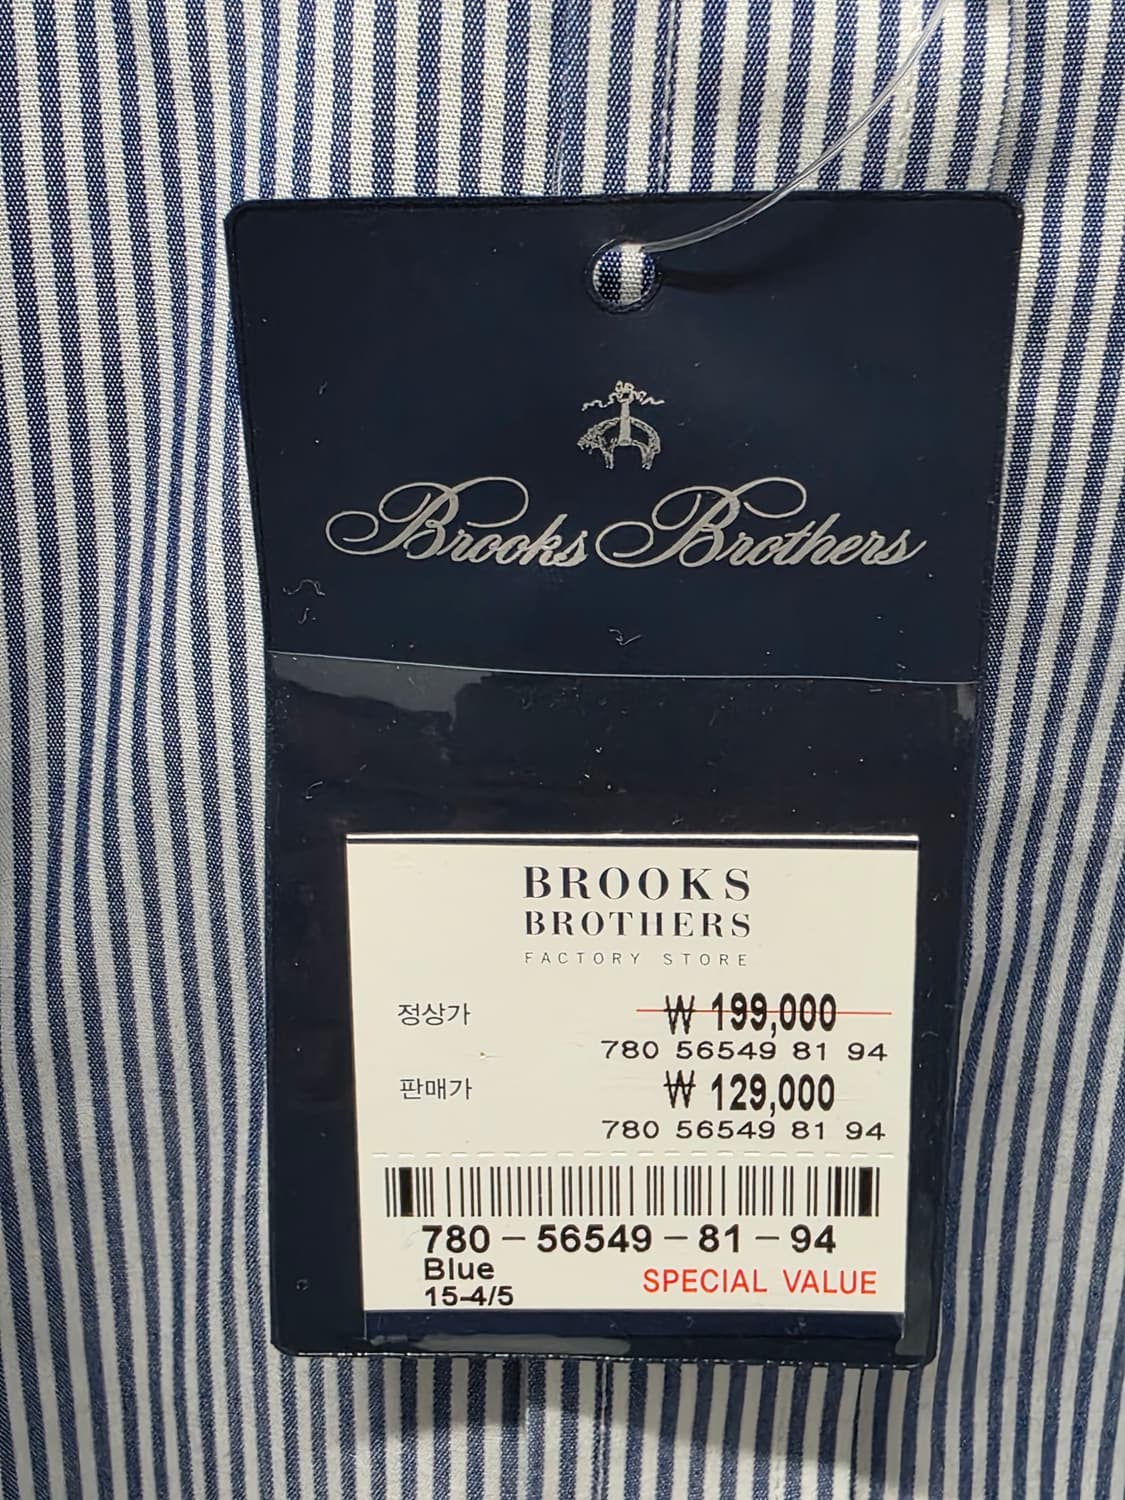 Brooks Brothers
BROOKS
BROTHERS
FACTORY STORE
정상가 ₩ 199,000
780 56549 81 94
판매가 ₩ 129,000
780 56549 81 94
780 - 56549 - 81 - 94
Blue
15-4/5 SPECIAL VALUE